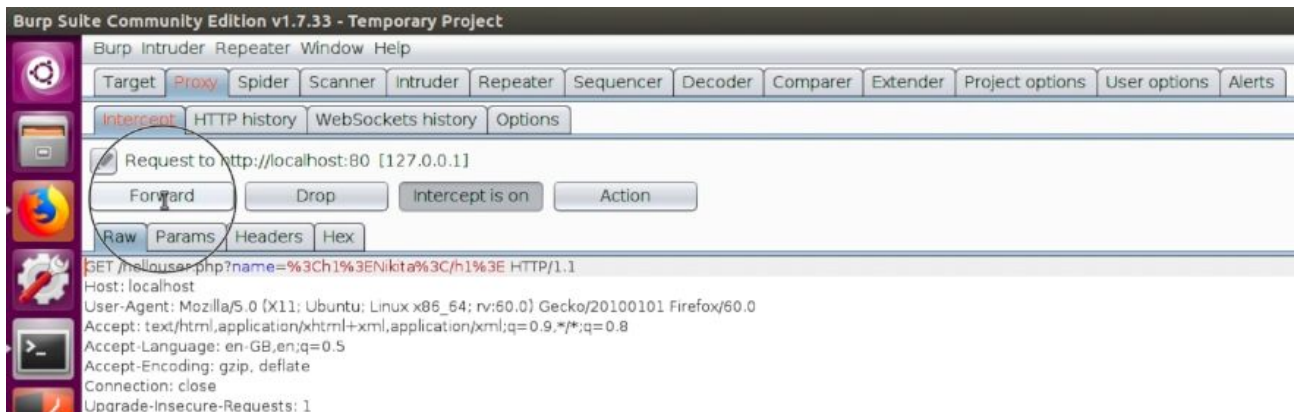 Burp Suite Community Edition v1.7.33 - Temporary Project
Burp Intruder Repeater Window Help
Target Proxy Spider Scanner Intruder Repeater Sequencer Decoder Comparer Extender Project options User options Alerts
Intercept HTTP history WebSockets history Options
Request to http://localhost:80 [127.0.0.1]
Forward Drop Intercept is on Action
Raw Params Headers Hex
GET /hellouser.php?name=%3Ch1%3ENikita%3C/h1%3E HTTP/1.1
Host: localhost
User-Agent: Mozilla/5.0 (X11; Ubuntu; Linux x86_64; rv:60.0) Gecko/20100101 Firefox/60.0
Accept: text/html,application/xhtml+xml,application/xml;q=0.9,*/*;q=0.8
Accept-Language: en-GB,en;q=0.5
Accept-Encoding: gzip, deflate
Connection: close
Upgrade-Insecure-Requests: 1